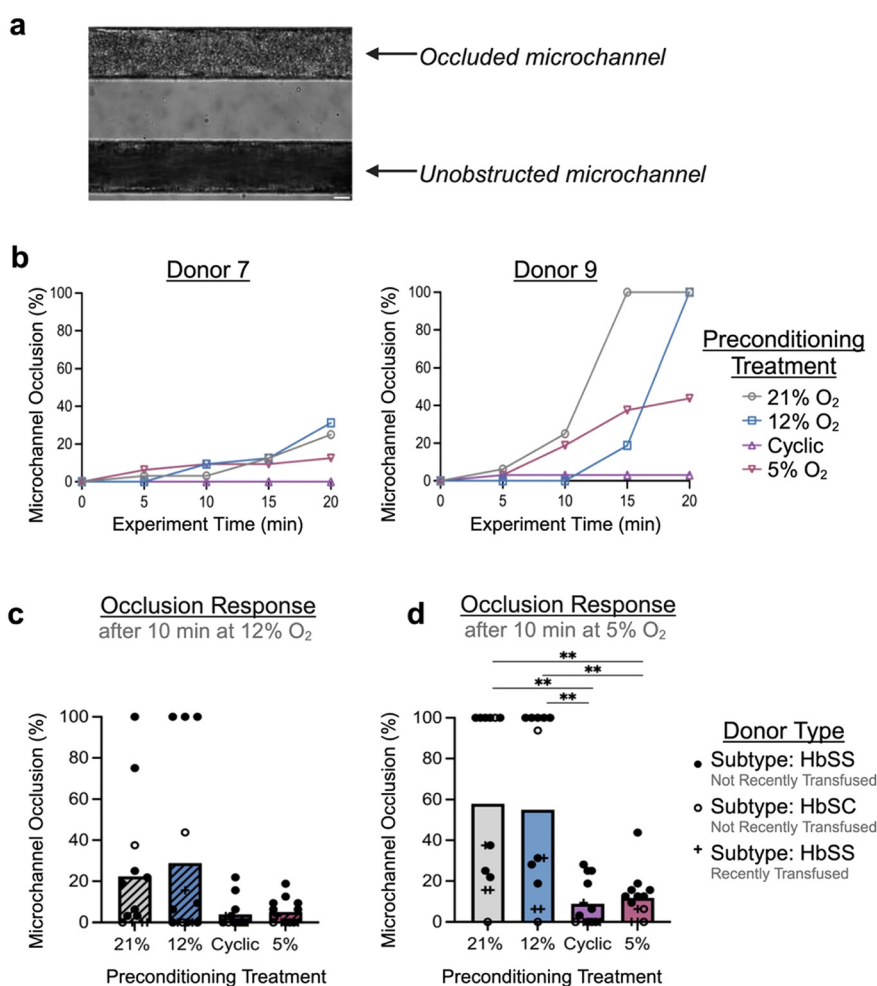 a
Occluded microchannel
Unobstructed microchannel
b
Donor 7
Microchannel Occlusion (%)
100
80
60
40
20
0
0 5 10 15 20
Experiment Time (min)
Donor 9
Microchannel Occlusion (%)
100
80
60
40
20
0
0 5 10 15 20
Experiment Time (min)
Preconditioning
Treatment
21% O₂
12% O₂
Cyclic
5% O₂
c
Occlusion Response
after 10 min at 12% O₂
Microchannel Occlusion (%)
100
80
60
40
20
0
21% 12% Cyclic 5%
Preconditioning Treatment
d
Occlusion Response
after 10 min at 5% O₂
**
**
**
**
Microchannel Occlusion (%)
100
80
60
40
20
0
21% 12% Cyclic 5%
Preconditioning Treatment
Donor Type
Subtype: HbSS
Not Recently Transfused
Subtype: HbSC
Not Recently Transfused
Subtype: HbSS
Recently Transfused